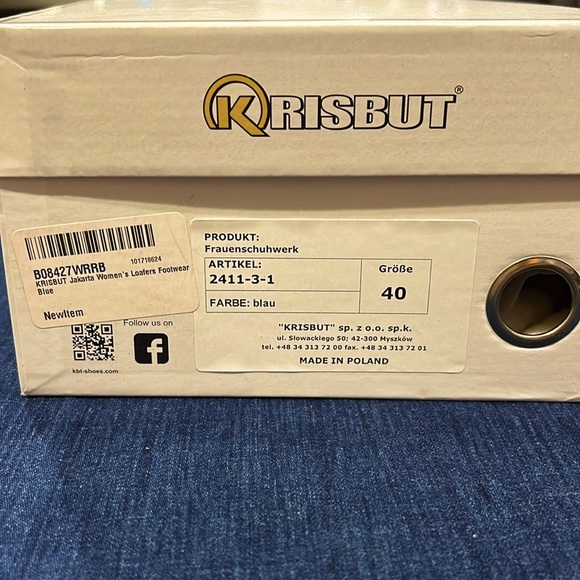 KRISBUT®
101718624
B08427WRRB
KRISBUT Jakarta Women's Loafers Footwear
Blue
NewItem
Follow us on
kbt-shoes.com
PRODUKT:
Frauenschuhwerk
ARTIKEL:
2411-3-1
FARBE: blau
Größe
40
"KRISBUT" sp. z o.o. sp.k.
ul. Słowackiego 50; 42-300 Myszków
tel. +48 34 313 72 00 fax. +48 34 313 72 01
MADE IN POLAND